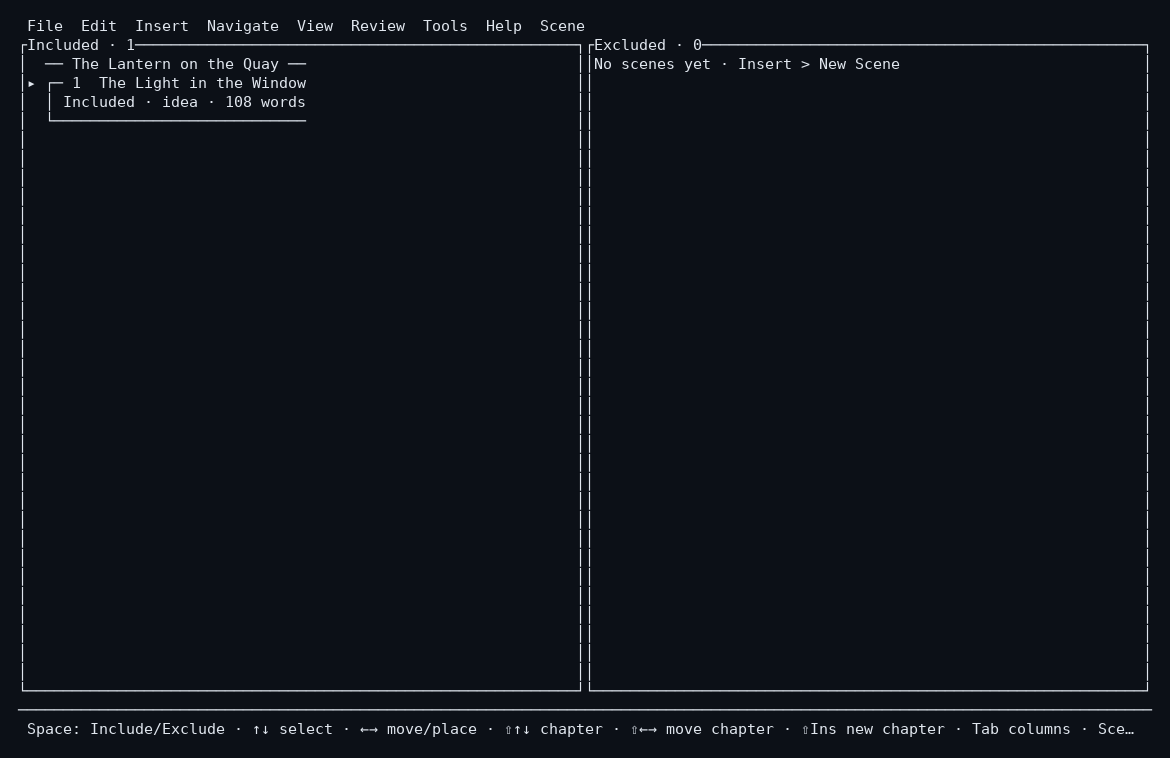 File Edit Insert Navigate View Review Tools Help Scene
Included · 1
Excluded · 0
── The Lantern on the Quay ──
No scenes yet · Insert > New Scene
▸ 1 The Light in the Window
Included · idea · 108 words
Space: Include/Exclude · ↑↓ select · ←→ move/place · ⇧↑↓ chapter · ⇧←→ move chapter · ⇧Ins new chapter · Tab columns · Sce…